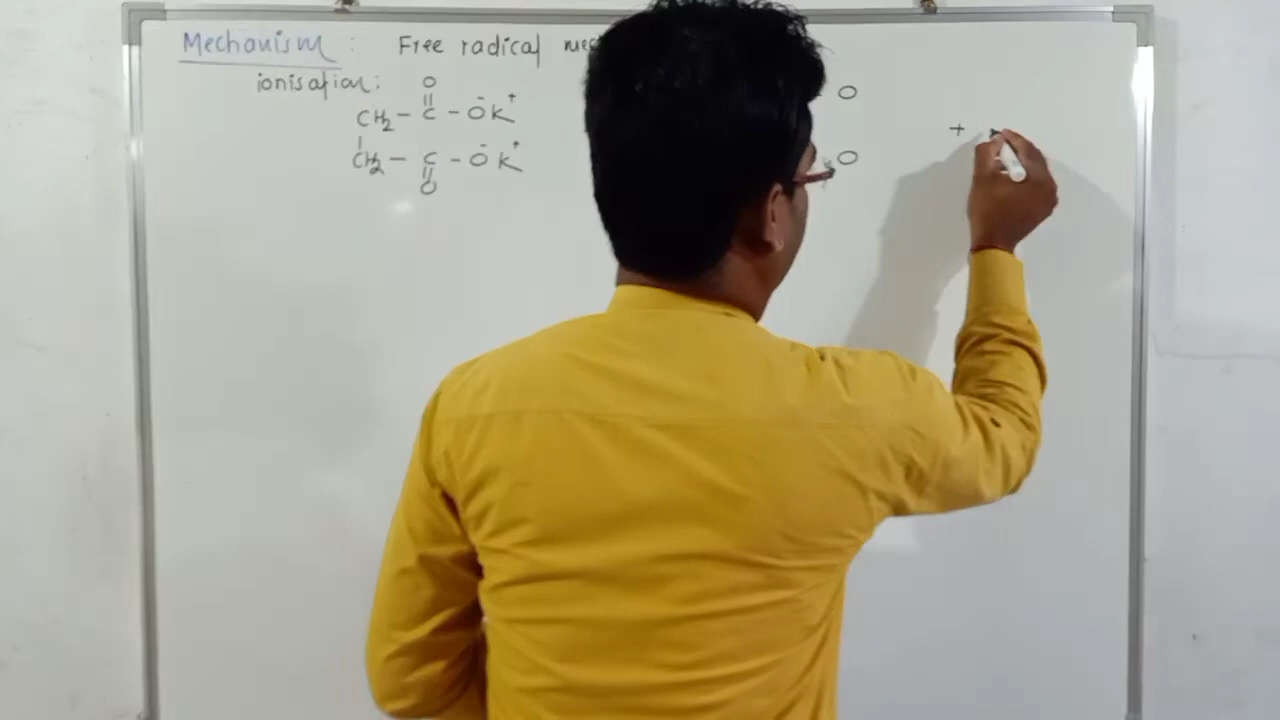 Mechanism : Free radical
ionisation:
O
||
CH2 - C - O⁻K⁺ O
| +
CH2 - C - O⁻ K⁺ O
||
O